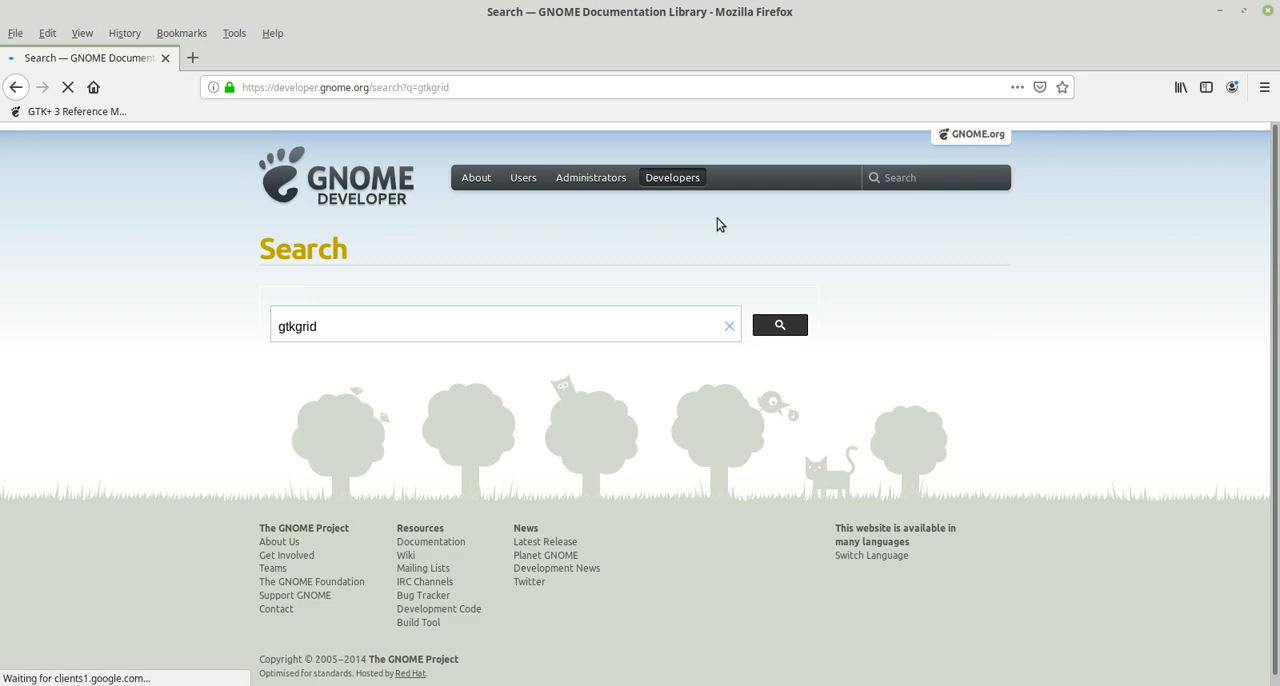 Search — GNOME Documentation Library - Mozilla Firefox
File Edit View History Bookmarks Tools Help
Search — GNOME Document
https://developer.gnome.org/search?q=gtkgrid
GTK+ 3 Reference M...
GNOME.org
GNOME
DEVELOPER
About Users Administrators Developers Search
Search
gtkgrid
The GNOME Project
About Us
Get Involved
Teams
The GNOME Foundation
Support GNOME
Contact
Resources
Documentation
Wiki
Mailing Lists
IRC Channels
Bug Tracker
Development Code
Build Tool
News
Latest Release
Planet GNOME
Development News
Twitter
This website is available in
many languages
Switch Language
Copyright © 2005–2014 The GNOME Project
Optimised for standards. Hosted by Red Hat.
Waiting for clients1.google.com...